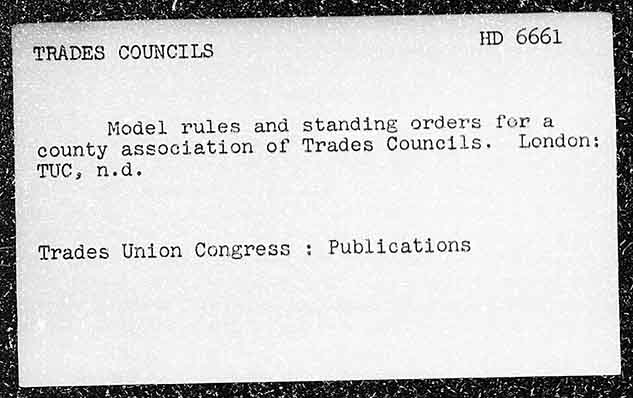 TRADES COUNCILS
HD 6661
Model rules and standing orders for a
county association of Trades Councils. London:
TUC, n.d.
Trades Union Congress : Publications